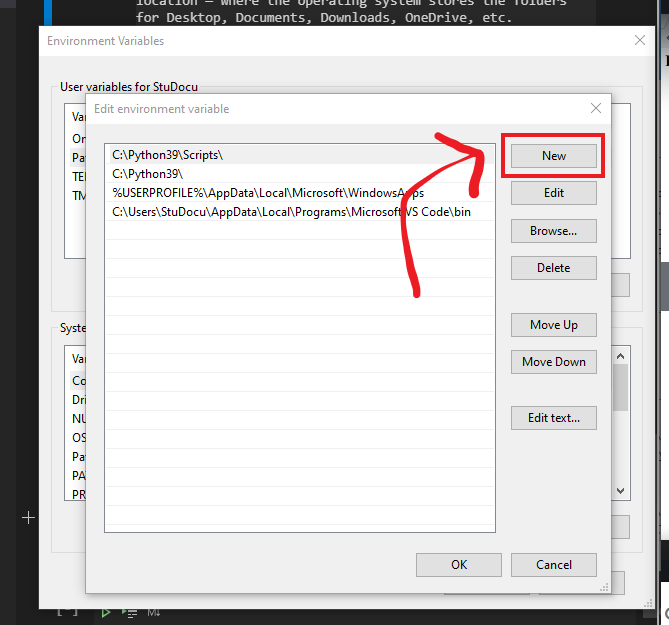 location — where the operating system stores the folders
for Desktop, Documents, Downloads, OneDrive, etc.
Environment Variables
User variables for StuDocu
Edit environment variable
C:\Python39\Scripts\
C:\Python39\
%USERPROFILE%\AppData\Local\Microsoft\WindowsApps
C:\Users\StuDocu\AppData\Local\Programs\Microsoft VS Code\bin
New
Edit
Browse...
Delete
Move Up
Move Down
Edit text...
OK
Cancel
Va
On
Pa
TE
TM
Syste
Va
Co
Dri
NU
OS
Pa
PA
PR
M↓